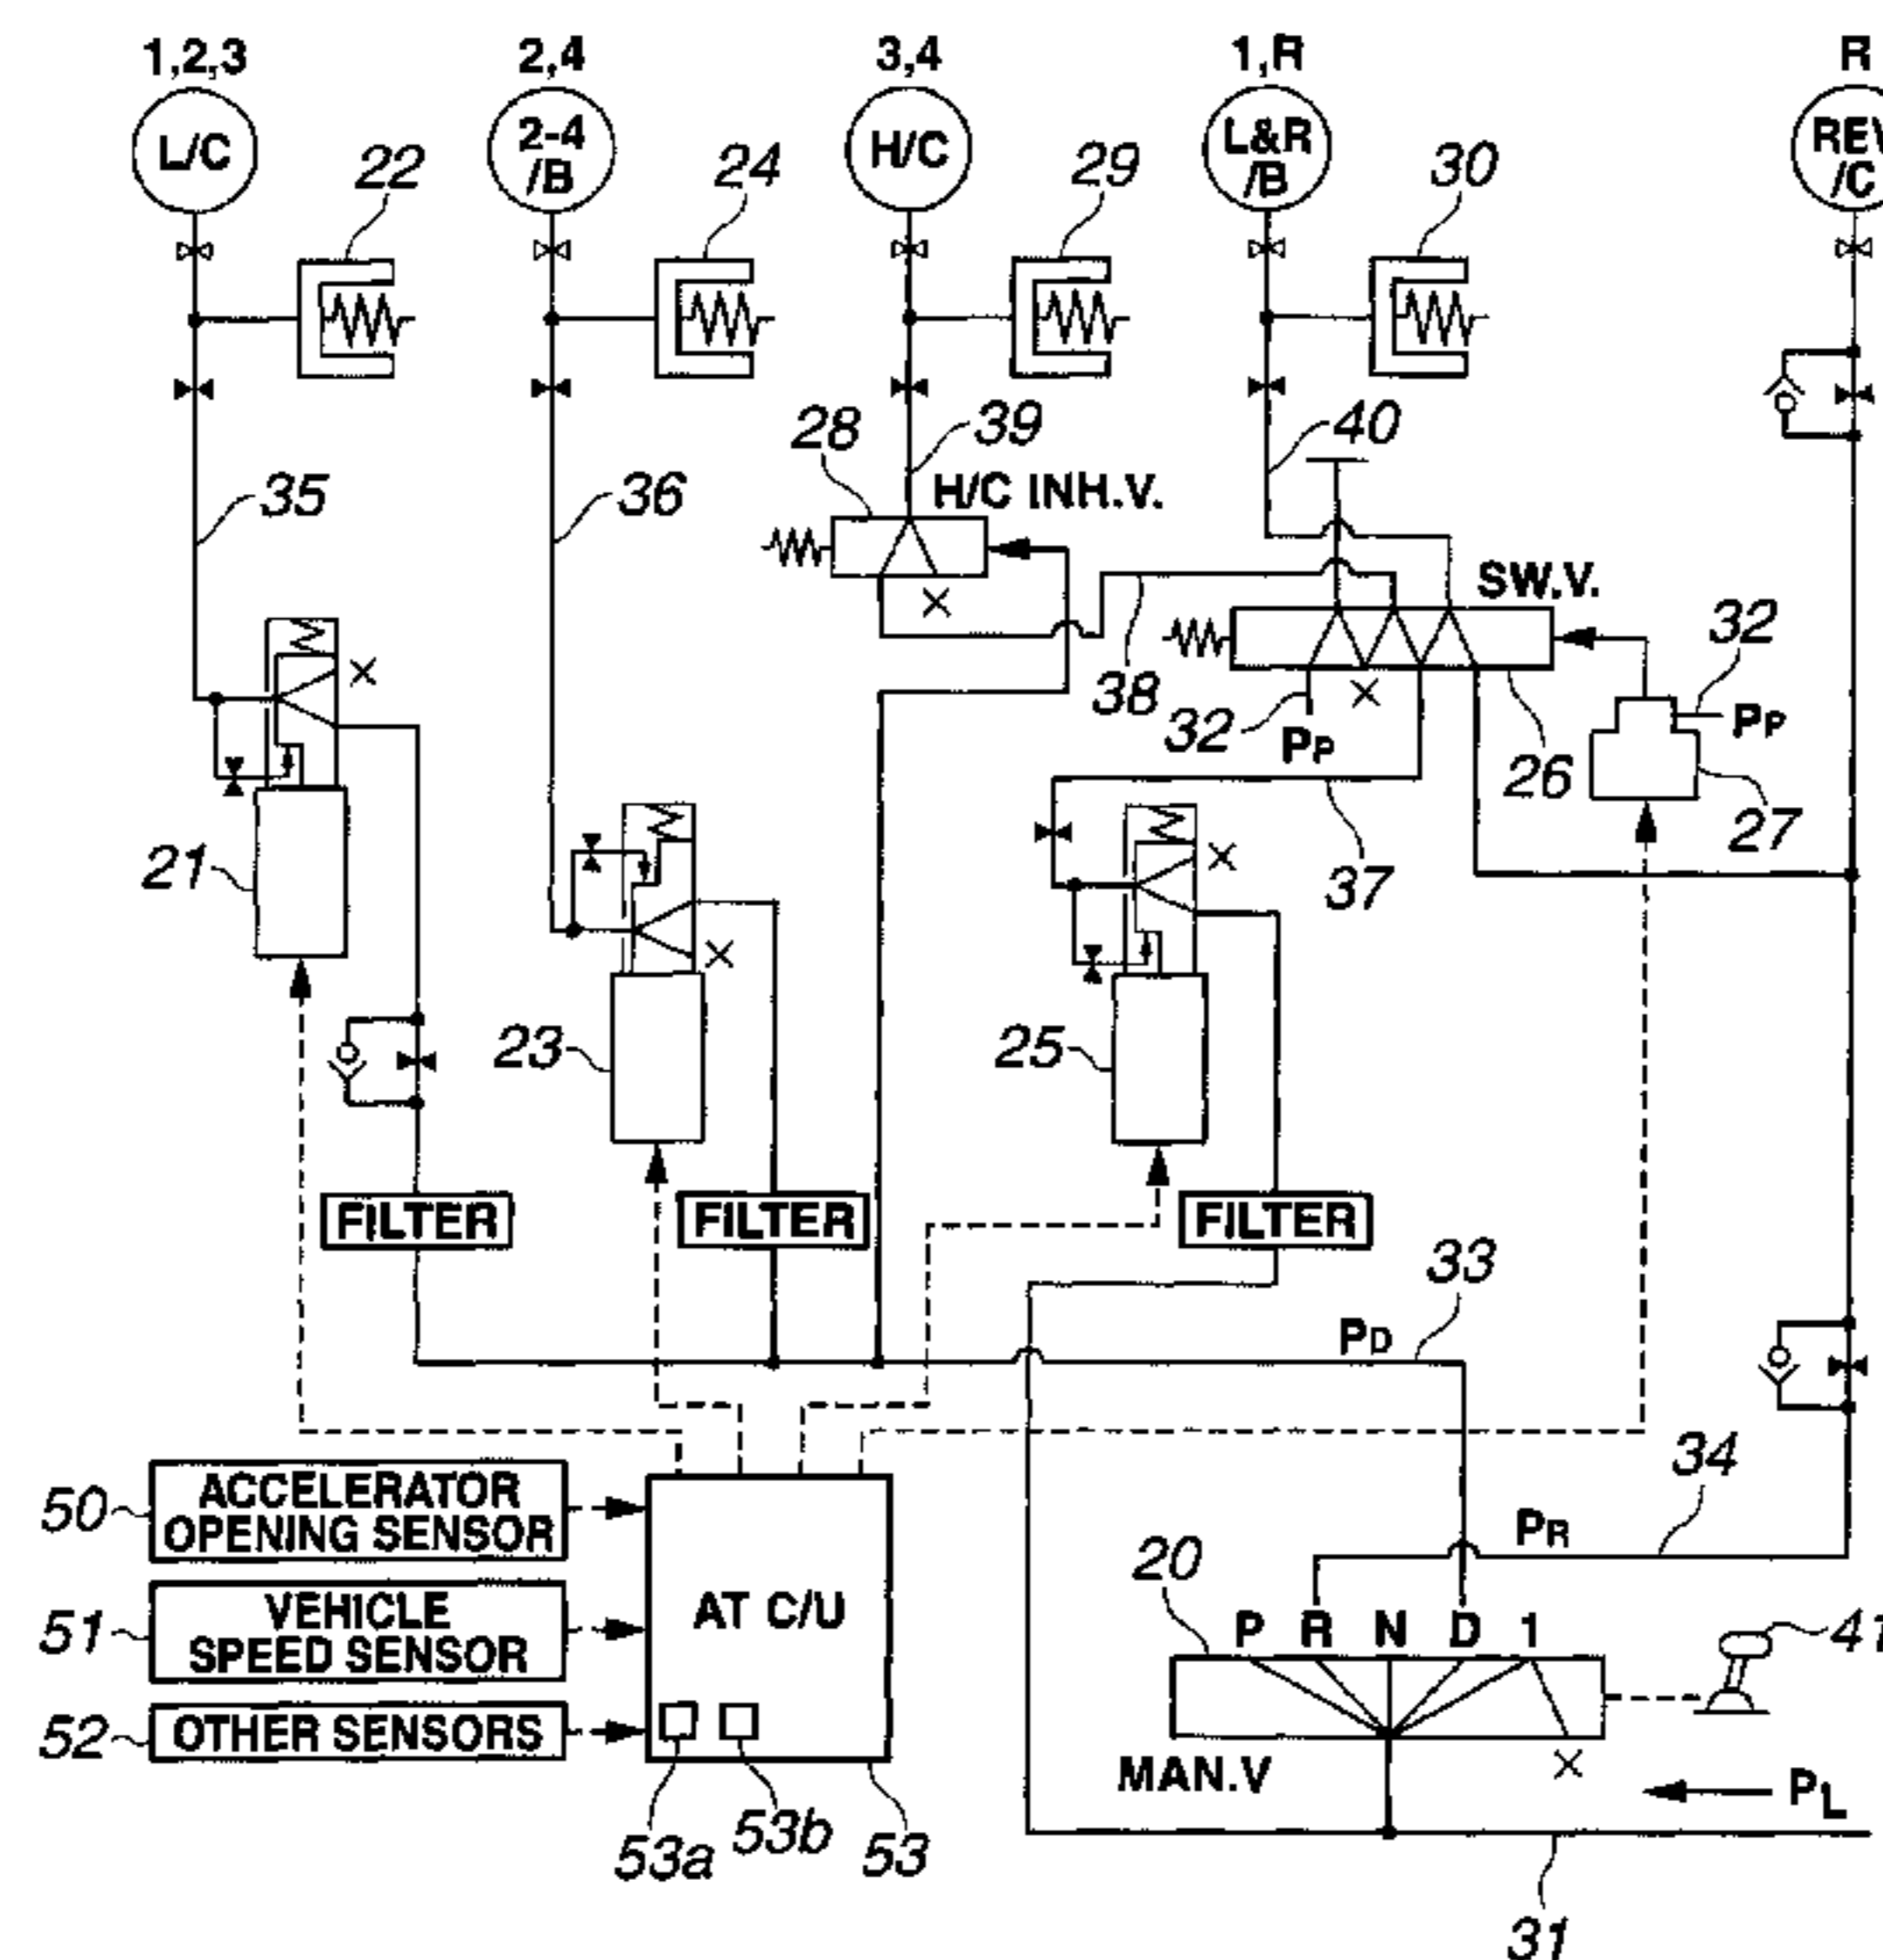 1,2,3
2,4
3,4
1,R
R
L/C
2-4
/B
H/C
L&R
/B
REV
/C
22
24
29
30
28
39
40
35
36
H/C INH.V.
SW.V.
32
38
32
PP
PP
26
27
37
21
23
25
FILTER
FILTER
FILTER
33
PD
34
PR
50
ACCELERATOR
OPENING SENSOR
51
VEHICLE
SPEED SENSOR
52
OTHER SENSORS
AT C/U
53a
53b
53
20
P R N D 1
41
MAN.V
PL
31